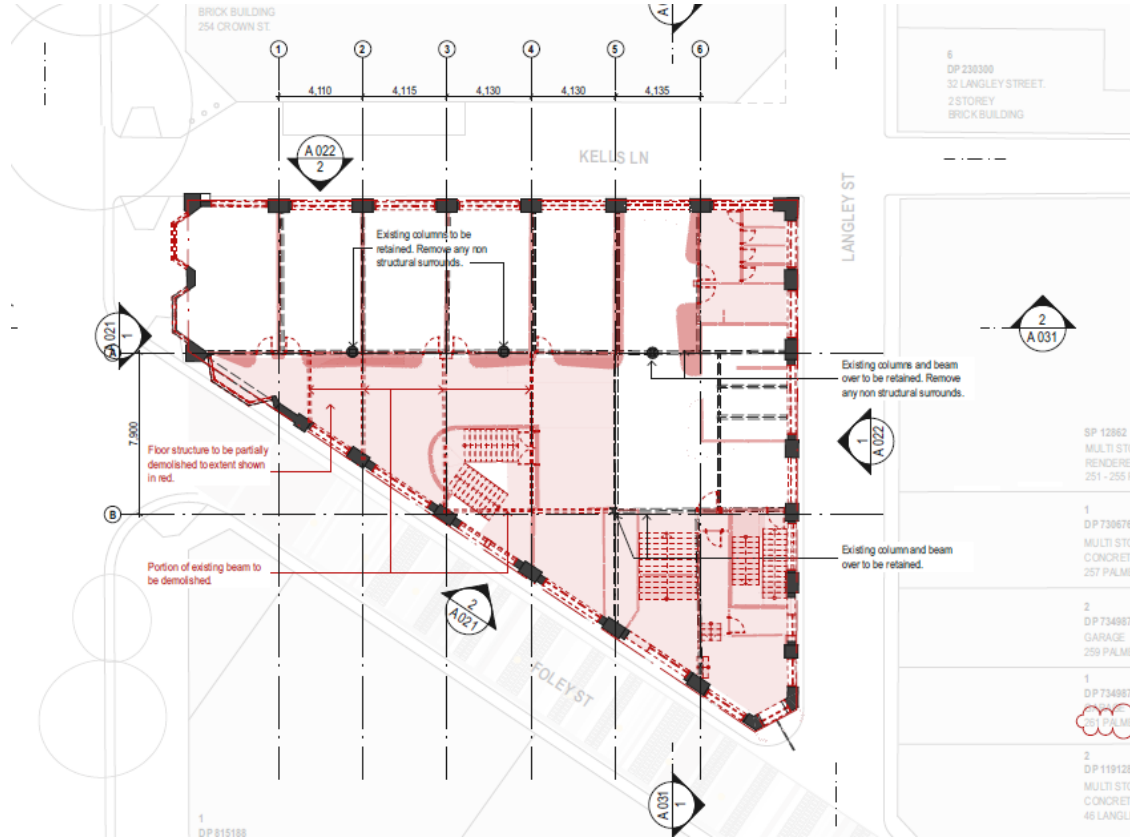 BRICK BUILDING
254 CROWN ST.
1
2
3
4
5
6
4,110
4,115
4,130
4,130
4,135
6
DP 230300
32 LANGLEY STREET.
2 STOREY
BRICK BUILDING
A 022
2
KELLS LN
LANGLEY ST
Existing columns to be
retained. Remove any non
structural surrounds.
A 021
1
A
2
A 031
Existing columns and beam
over to be retained. Remove
any non structural surrounds.
7,900
1
A 022
Floor structure to be partially
demolished to extent shown
in red.
SP 12862
MULTI
RENDERE
251 - 255
B
1
DP 730676
MULTI
CONCRET
257 PALM
Existing column and beam
over to be retained.
Portion of existing beam to
be demolished.
2
A 021
2
DP 734987
GARAGE
259 PALM
FOLEY ST
1
DP 734987
2
DP 119128
MULTI
CONCRET
46 LANGL
A 031
1
1
DP 815188